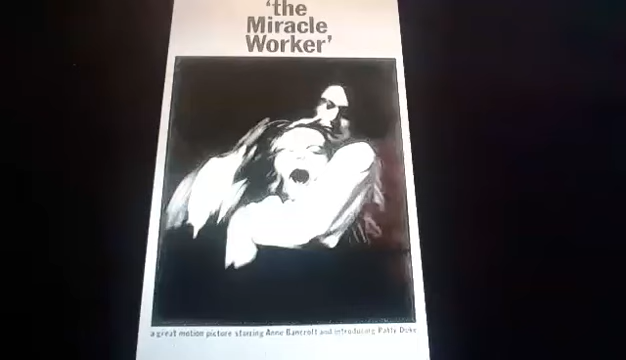 ‘the
Miracle
Worker’
a great motion picture starring Anne Bancroft and introducing Patty Duke